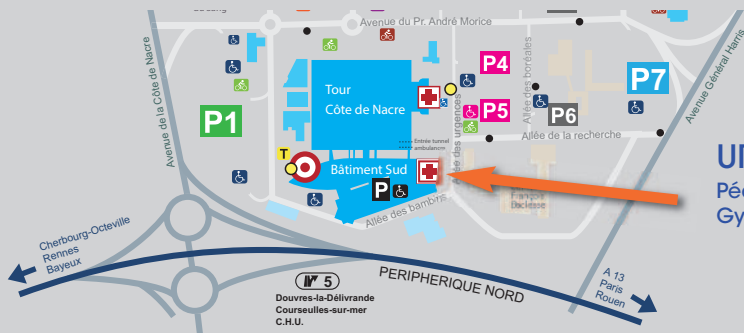 Avenue du Pr. André Morice
Avenue de la Côte de Nacre
Avenue Général Harris
Allée des boréales
P4
P7
Tour
Côte de Nacre
P1
P5
P6
Allée des urgences
Allée de la recherche
Entrée tunnel
ambulances
T
Bâtiment Sud
P
François
Baclesse
Allée des bambins
Cherbourg-Octeville
Rennes
Bayeux
5
Douvres-la-Délivrande
Courseulles-sur-mer
C.H.U.
PERIPHERIQUE NORD
A 13
Paris
Rouen